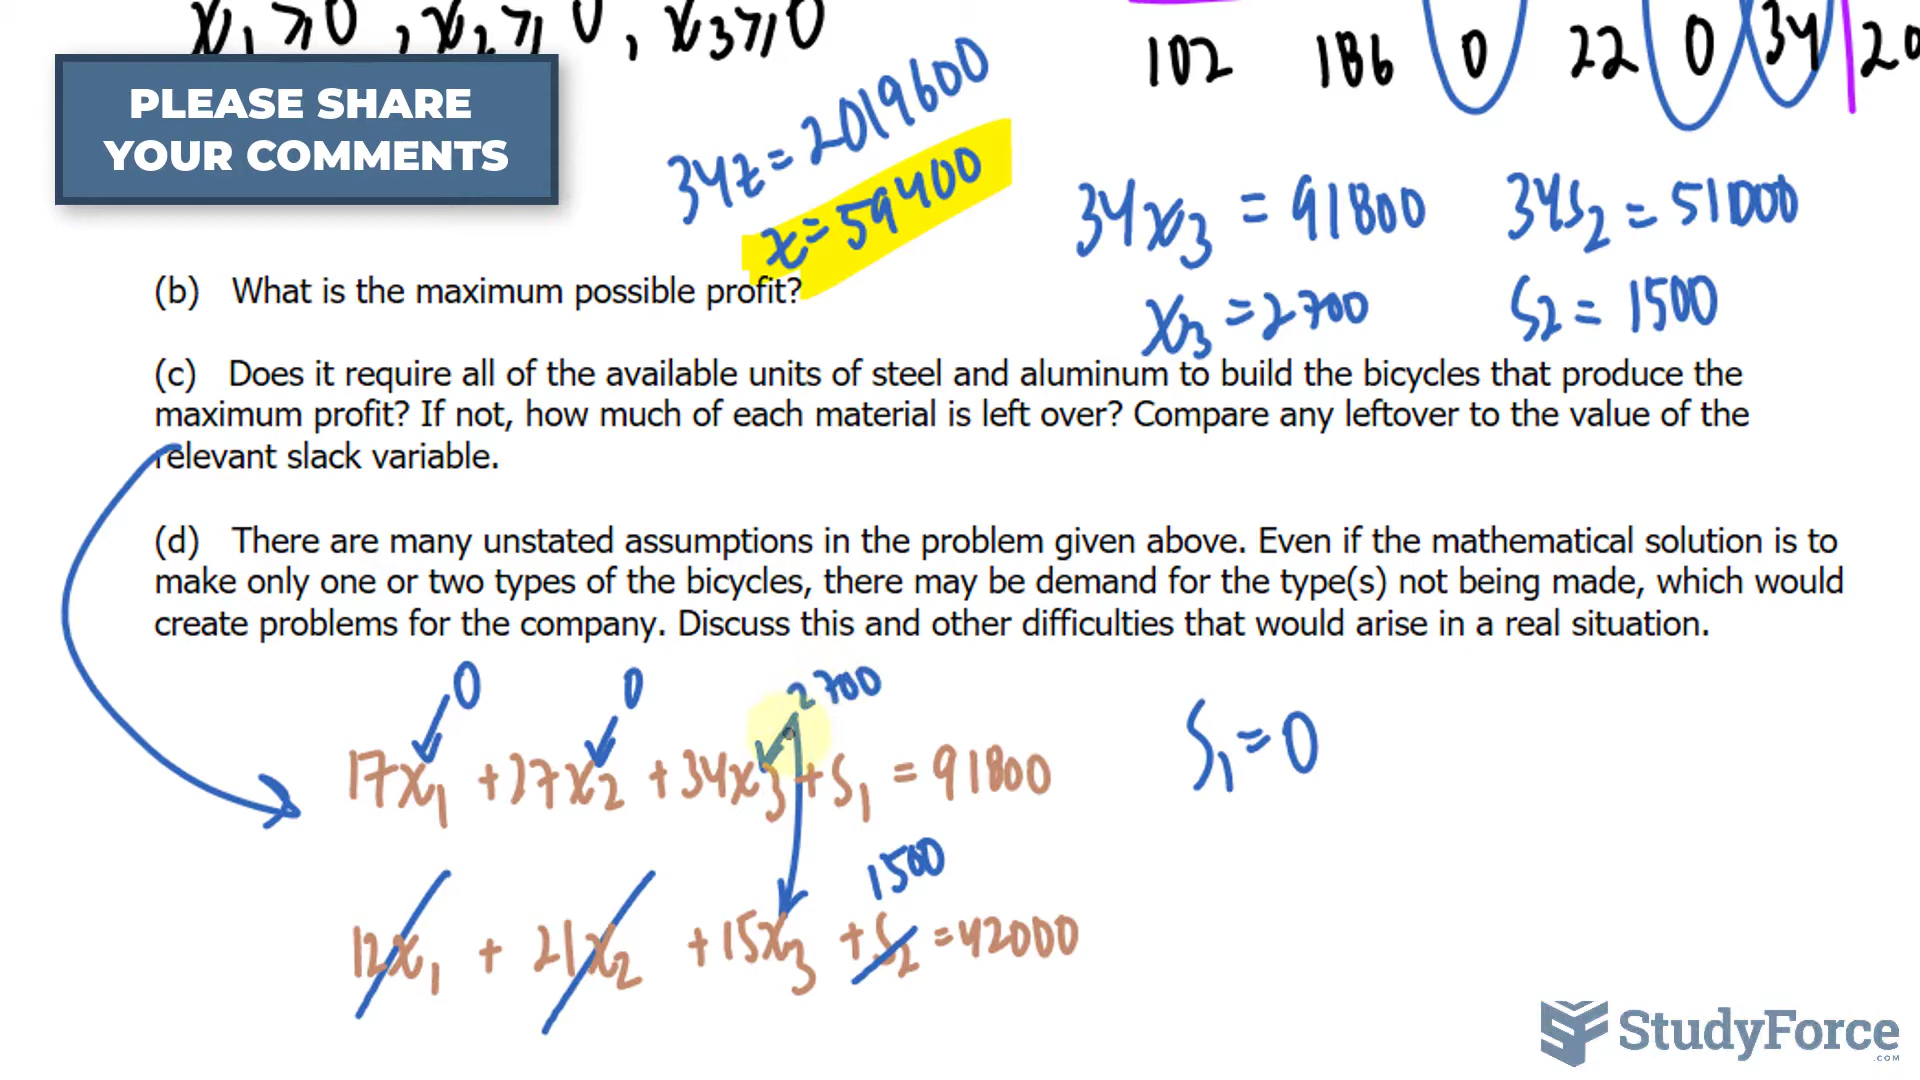 x₁ ⩾ 0 , x₂ ⩾ 0 , x₃ ⩾ 0
102 186 0 22 0 34 20
PLEASE SHARE
YOUR COMMENTS
34z = 2019600
z = 59400
34x₃ = 91800 34S₂ = 51000
x₃ = 2700 S₂ = 1500
(b) What is the maximum possible profit?
(c) Does it require all of the available units of steel and aluminum to build the bicycles that produce the
maximum profit? If not, how much of each material is left over? Compare any leftover to the value of the
relevant slack variable.
(d) There are many unstated assumptions in the problem given above. Even if the mathematical solution is to
make only one or two types of the bicycles, there may be demand for the type(s) not being made, which would
create problems for the company. Discuss this and other difficulties that would arise in a real situation.
0 0 2700
17x₁ + 27x₂ + 34x₃ + S₁ = 91800 S₁ = 0
1500
12x₁ + 21x₂ + 15x₃ + S₂ = 42000
StudyForce
.COM